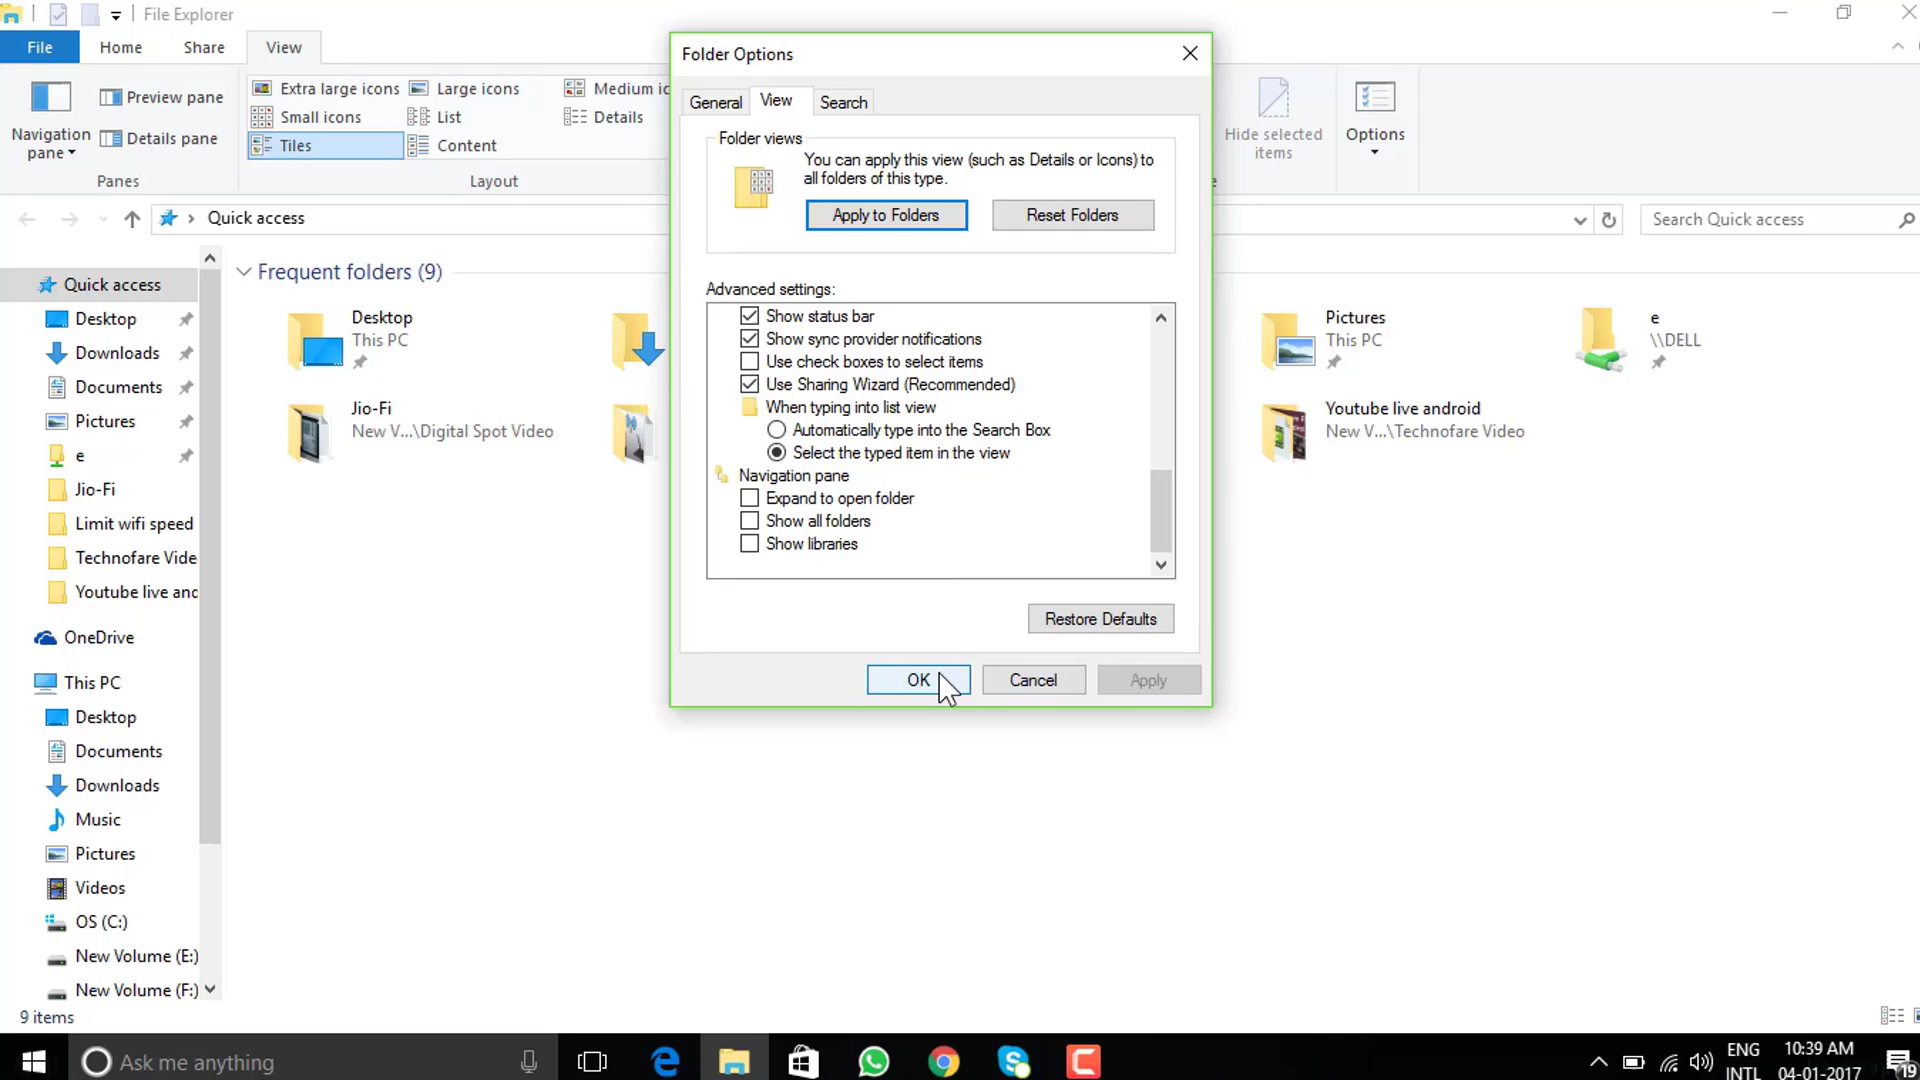 File Explorer
File Home Share View
Navigation pane
Preview pane
Details pane
Panes
Extra large icons Large icons Medium ic
Small icons List Details
Tiles Content
Layout
Hide selected items
Options
Quick access
Search Quick access
Folder Options
General View Search
Folder views
You can apply this view (such as Details or Icons) to
all folders of this type.
Apply to Folders Reset Folders
Advanced settings:
Show status bar
Show sync provider notifications
Use check boxes to select items
Use Sharing Wizard (Recommended)
When typing into list view
Automatically type into the Search Box
Select the typed item in the view
Navigation pane
Expand to open folder
Show all folders
Show libraries
Restore Defaults
OK Cancel Apply
Quick access
Desktop
Downloads
Documents
Pictures
e
Jio-Fi
Limit wifi speed
Technofare Vide
Youtube live anc
OneDrive
This PC
Desktop
Documents
Downloads
Music
Pictures
Videos
OS (C:)
New Volume (E:)
New Volume (F:)
Frequent folders (9)
Desktop
This PC
Jio-Fi
New V...\Digital Spot Video
Pictures
This PC
e
\\DELL
Youtube live android
New V...\Technofare Video
9 items
Ask me anything
ENG
INTL
10:39 AM
04-01-2017
19